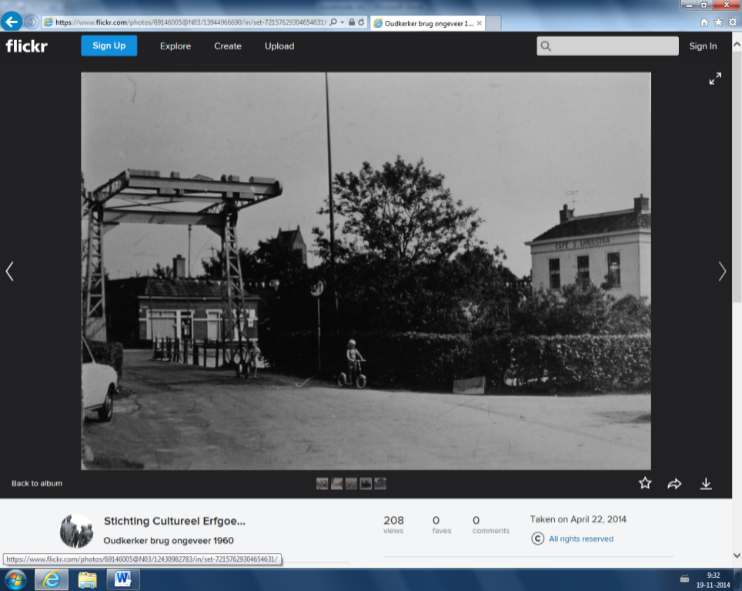 https://www.flickr.com/photos/69146005@N03/13944966690/in/set-72157629304654631/
Oudkerker brug ongeveer 1...
flickr
Sign Up
Explore
Create
Upload
Sign In
Back to album
Stichting Cultureel Erfgoe...
Oudkerker brug ongeveer 1960
208
views
0
faves
0
comments
Taken on April 22, 2014
All rights reserved
https://www.flickr.com/photos/69146005@N03/12430982783/in/set-72157629304654631/
9:32
19-11-2014